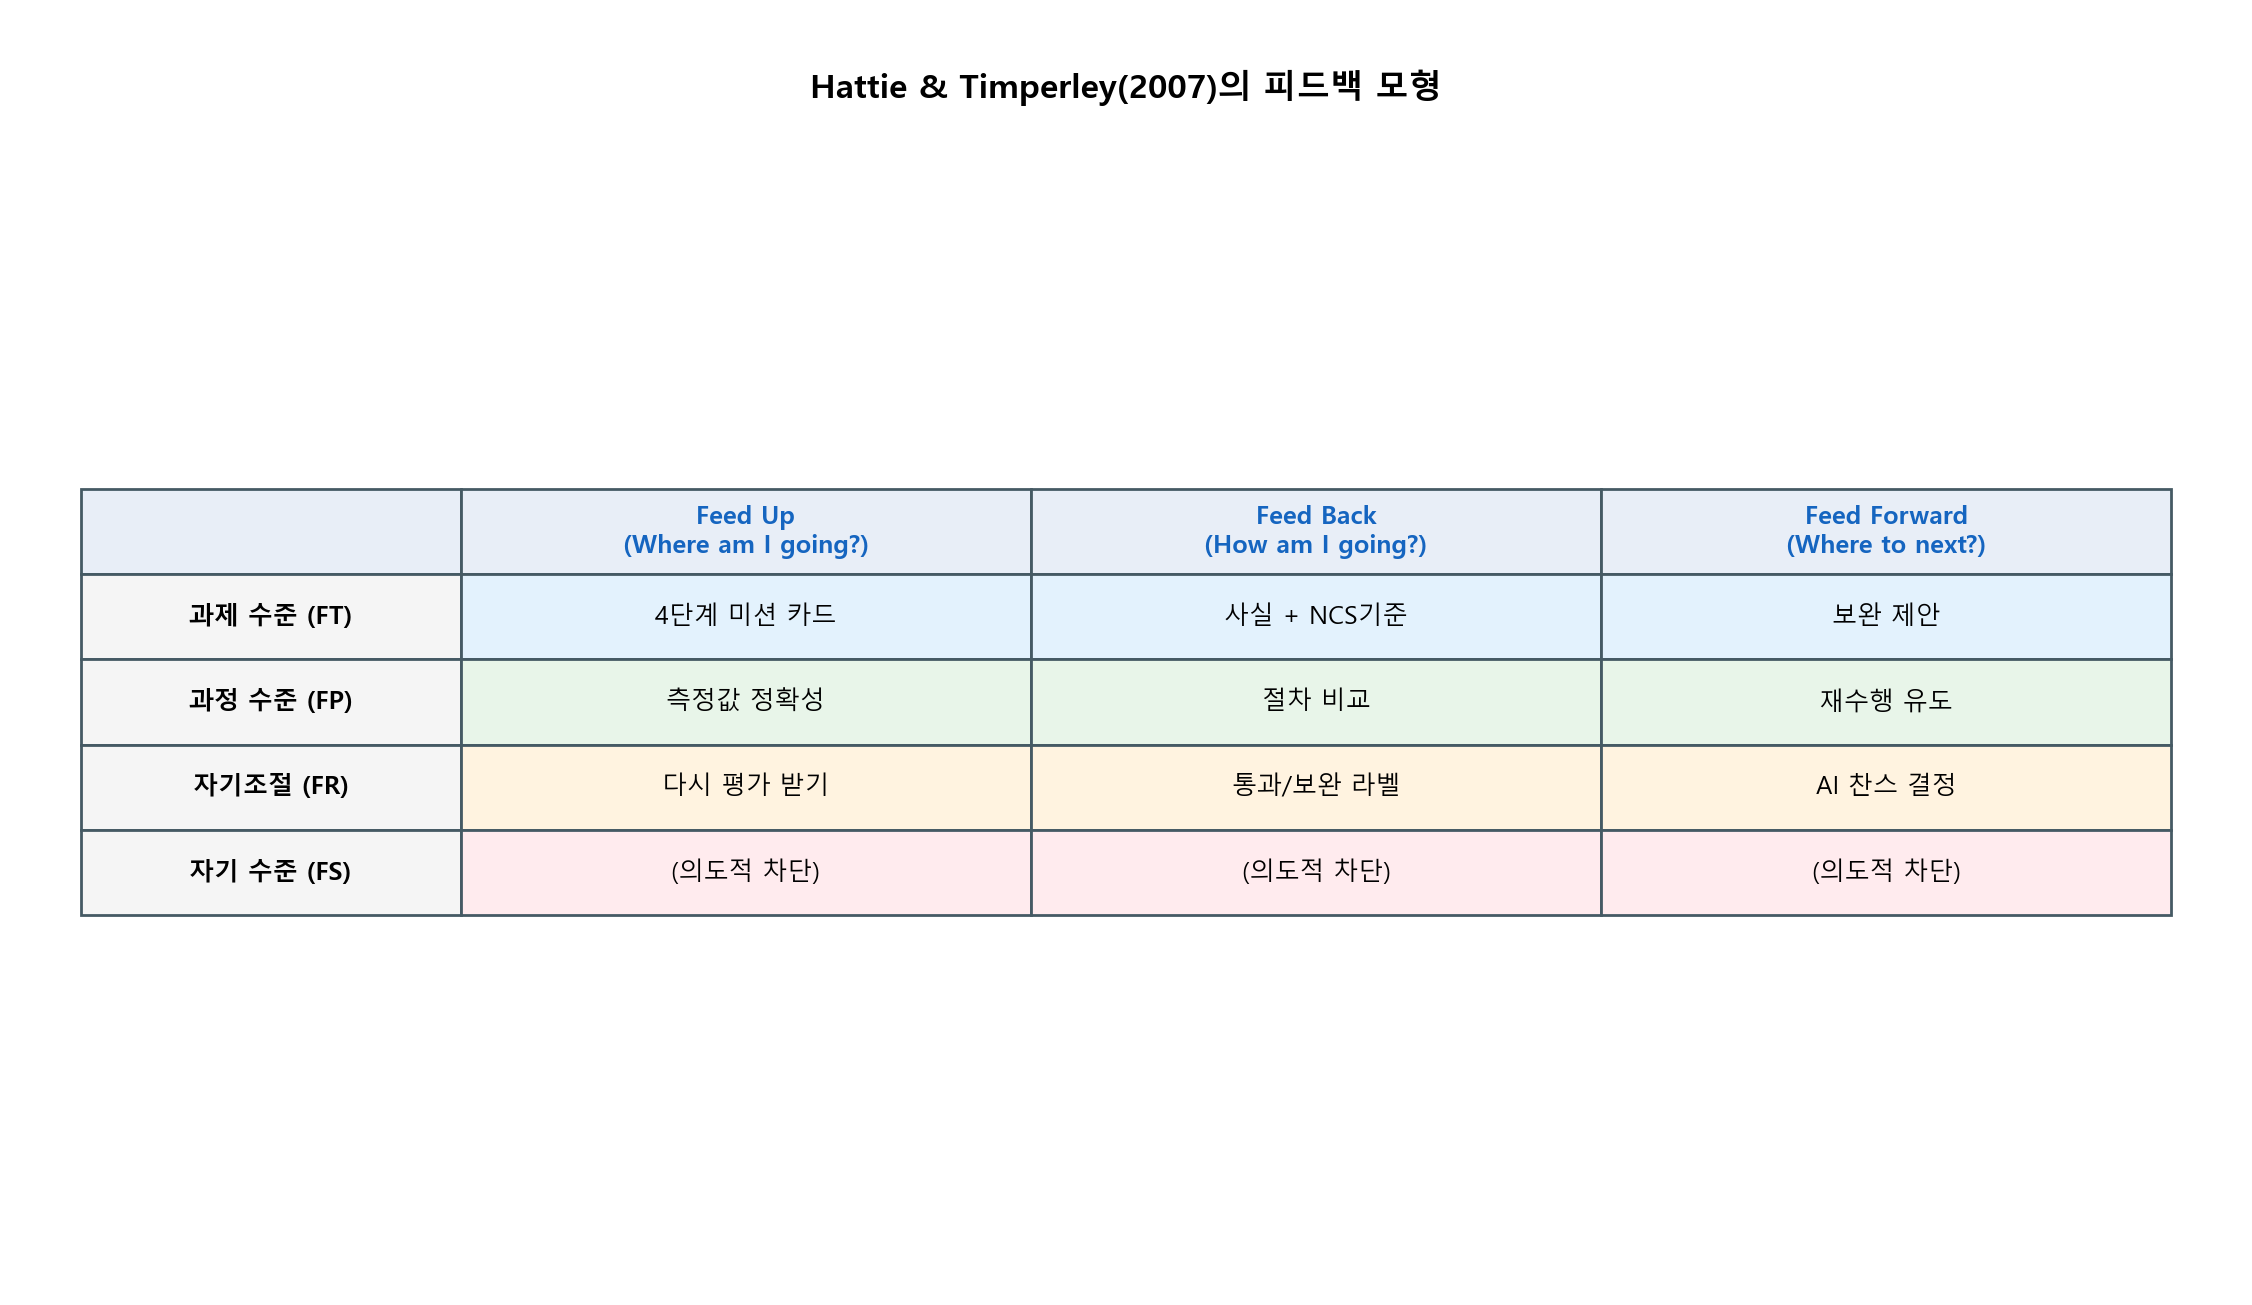 Hattie & Timperley(2007)의 피드백 모형
Feed Up
(Where am I going?)
Feed Back
(How am I going?)
Feed Forward
(Where to next?)
과제 수준 (FT)
4단계 미션 카드
사실 + NCS기준
보완 제안
과정 수준 (FP)
측정값 정확성
절차 비교
재수행 유도
자기조절 (FR)
다시 평가 받기
통과/보완 라벨
AI 찬스 결정
자기 수준 (FS)
(의도적 차단)
(의도적 차단)
(의도적 차단)